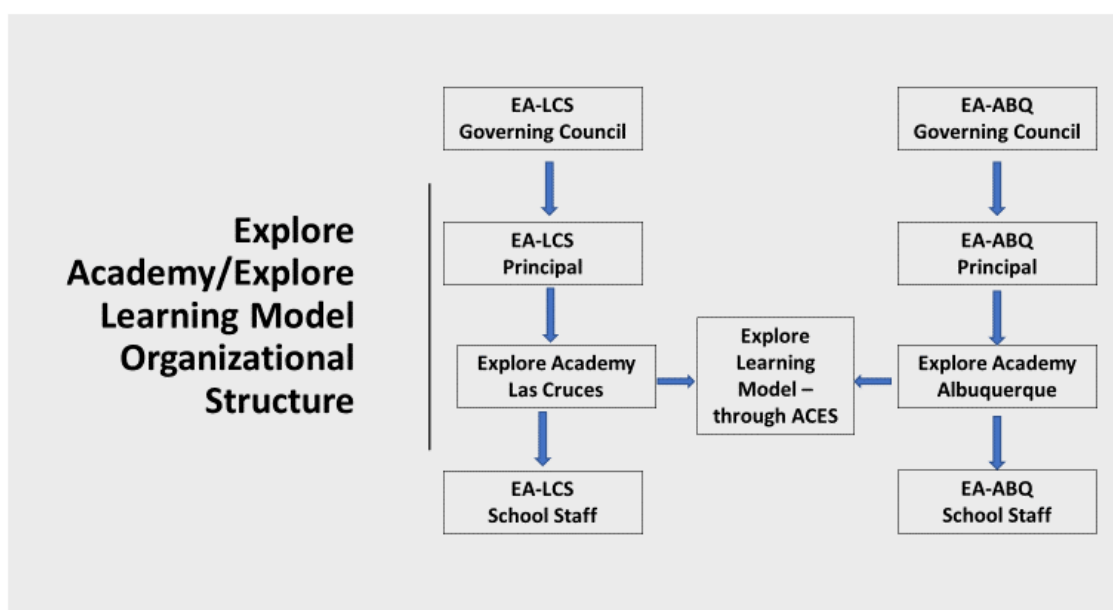 Explore
Academy/Explore
Learning Model
Organizational
Structure
EA-LCS
Governing Council
EA-LCS
Principal
Explore Academy
Las Cruces
EA-LCS
School Staff
Explore
Learning
Model –
through ACES
EA-ABQ
Governing Council
EA-ABQ
Principal
Explore Academy
Albuquerque
EA-ABQ
School Staff